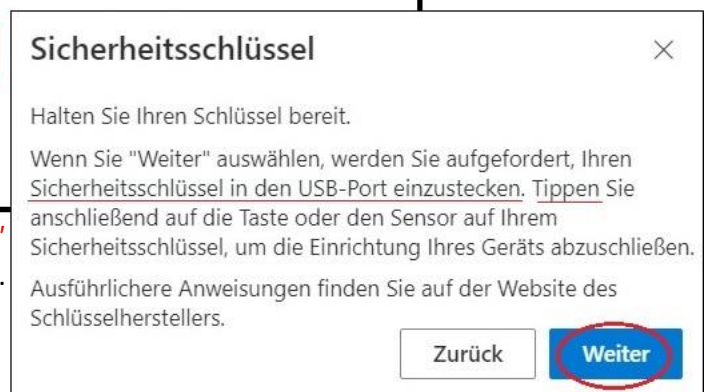 Sicherheitsschlüssel
Halten Sie Ihren Schlüssel bereit.
Wenn Sie "Weiter" auswählen, werden Sie aufgefordert, Ihren
Sicherheitsschlüssel in den USB-Port einzustecken. Tippen Sie
anschließend auf die Taste oder den Sensor auf Ihrem
Sicherheitsschlüssel, um die Einrichtung Ihres Geräts abzuschließen.
Ausführlichere Anweisungen finden Sie auf der Website des
Schlüsselherstellers.
Zurück
Weiter